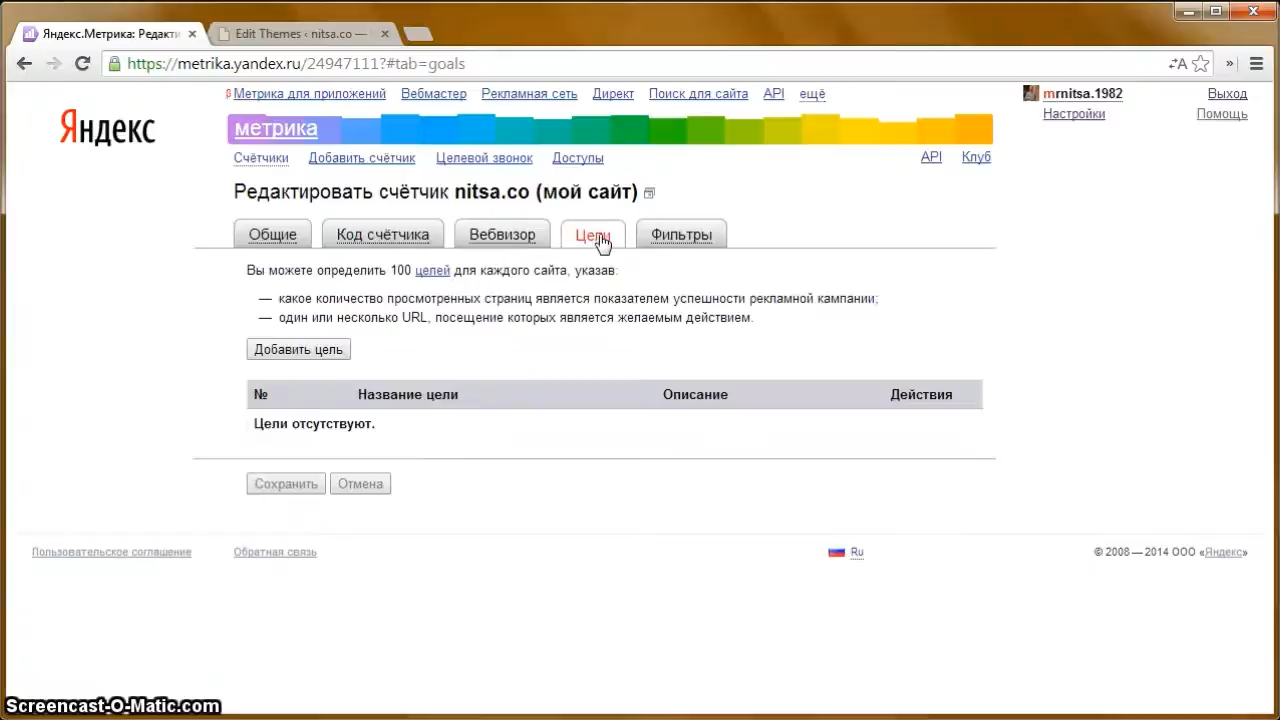 Яндекс.Метрика: Редакти
Edit Themes ‹ nitsa.co —
https://metrika.yandex.ru/24947111?#tab=goals
β Метрика для приложений Вебмастер Рекламная сеть Директ Поиск для сайта API ещё
mrnitsa.1982 Выход
Настройки Помощь
Яндекс
метрика
Счётчики Добавить счётчик Целевой звонок Доступы API Клуб
Редактировать счётчик nitsa.co (мой сайт)
Общие Код счётчика Вебвизор Цели Фильтры
Вы можете определить 100 целей для каждого сайта, указав:
— какое количество просмотренных страниц является показателем успешности рекламной кампании;
— один или несколько URL, посещение которых является желаемым действием.
Добавить цель
№ Название цели Описание Действия
Цели отсутствуют.
Сохранить Отмена
Пользовательское соглашение Обратная связь Ru © 2008 — 2014 ООО «Яндекс»
Screencast-O-Matic.com